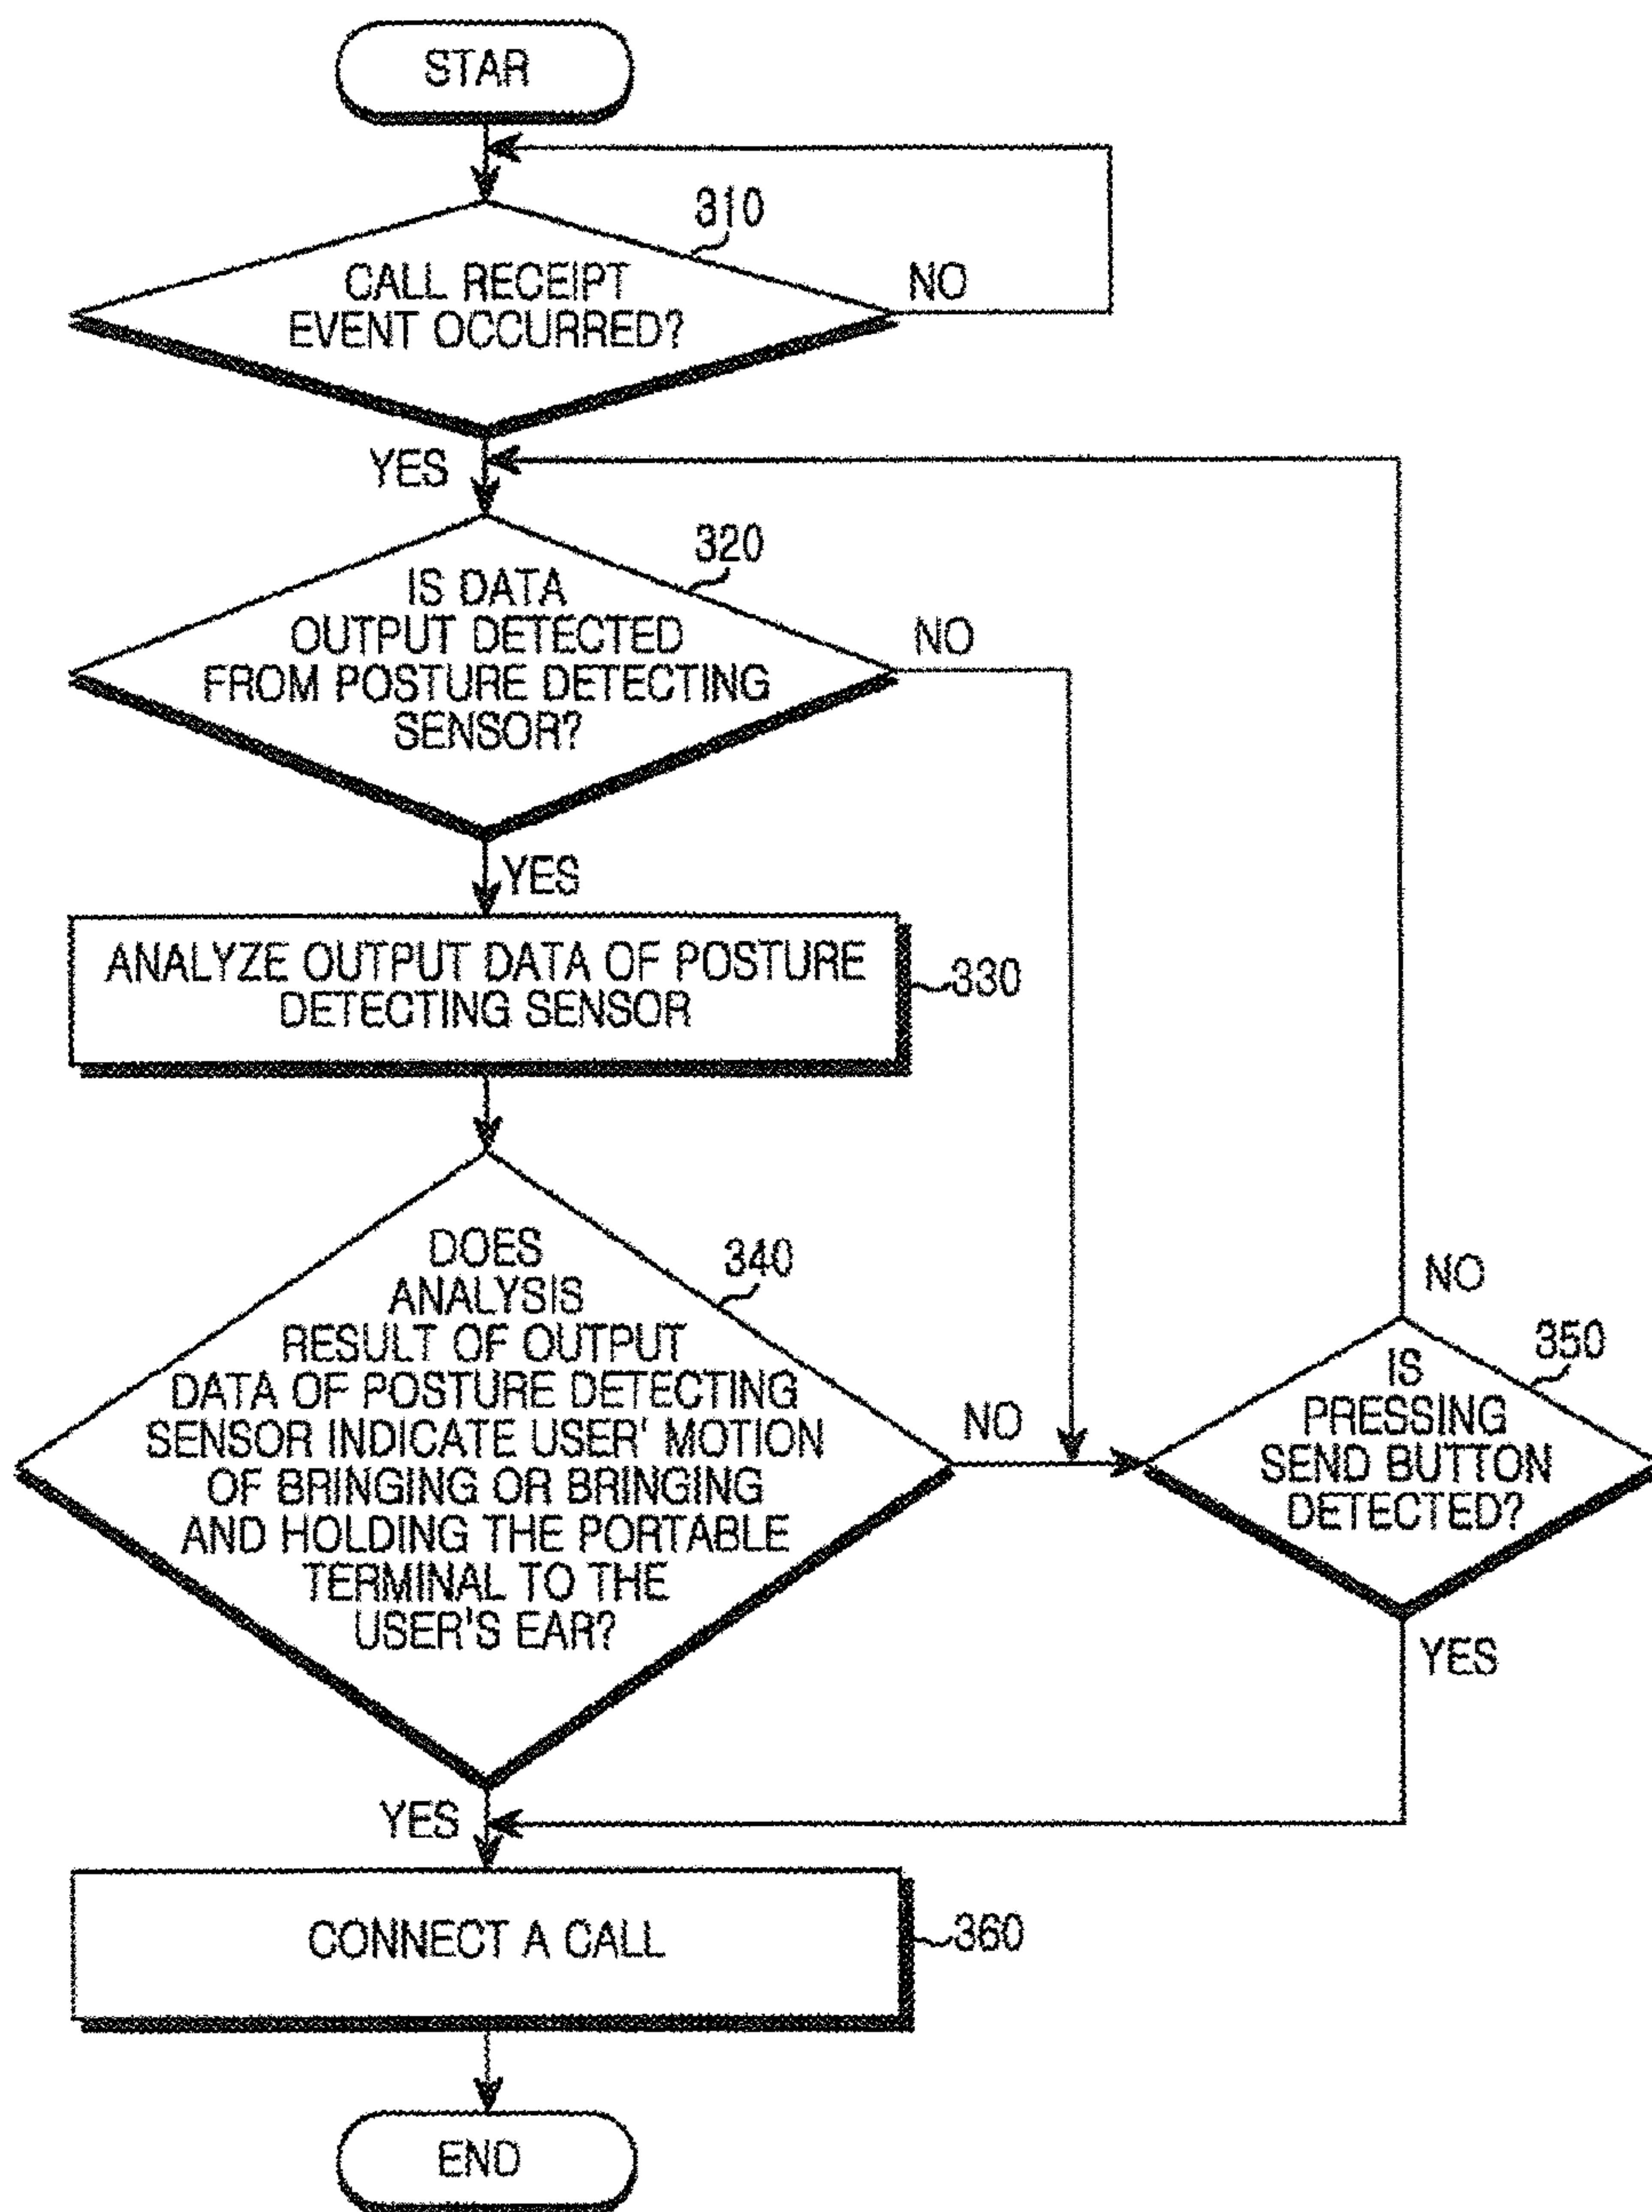 STAR
310
CALL RECEIPT
EVENT OCCURRED?
NO
YES
320
IS DATA
OUTPUT DETECTED
FROM POSTURE DETECTING
SENSOR?
NO
YES
ANALYZE OUTPUT DATA OF POSTURE
DETECTING SENSOR
330
DOES
ANALYSIS
RESULT OF OUTPUT
DATA OF POSTURE DETECTING
SENSOR INDICATE USER' MOTION
OF BRINGING OR BRINGING
AND HOLDING THE PORTABLE
TERMINAL TO THE
USER'S EAR?
340
NO
YES
NO
350
IS
PRESSING
SEND BUTTON
DETECTED?
YES
CONNECT A CALL
360
END